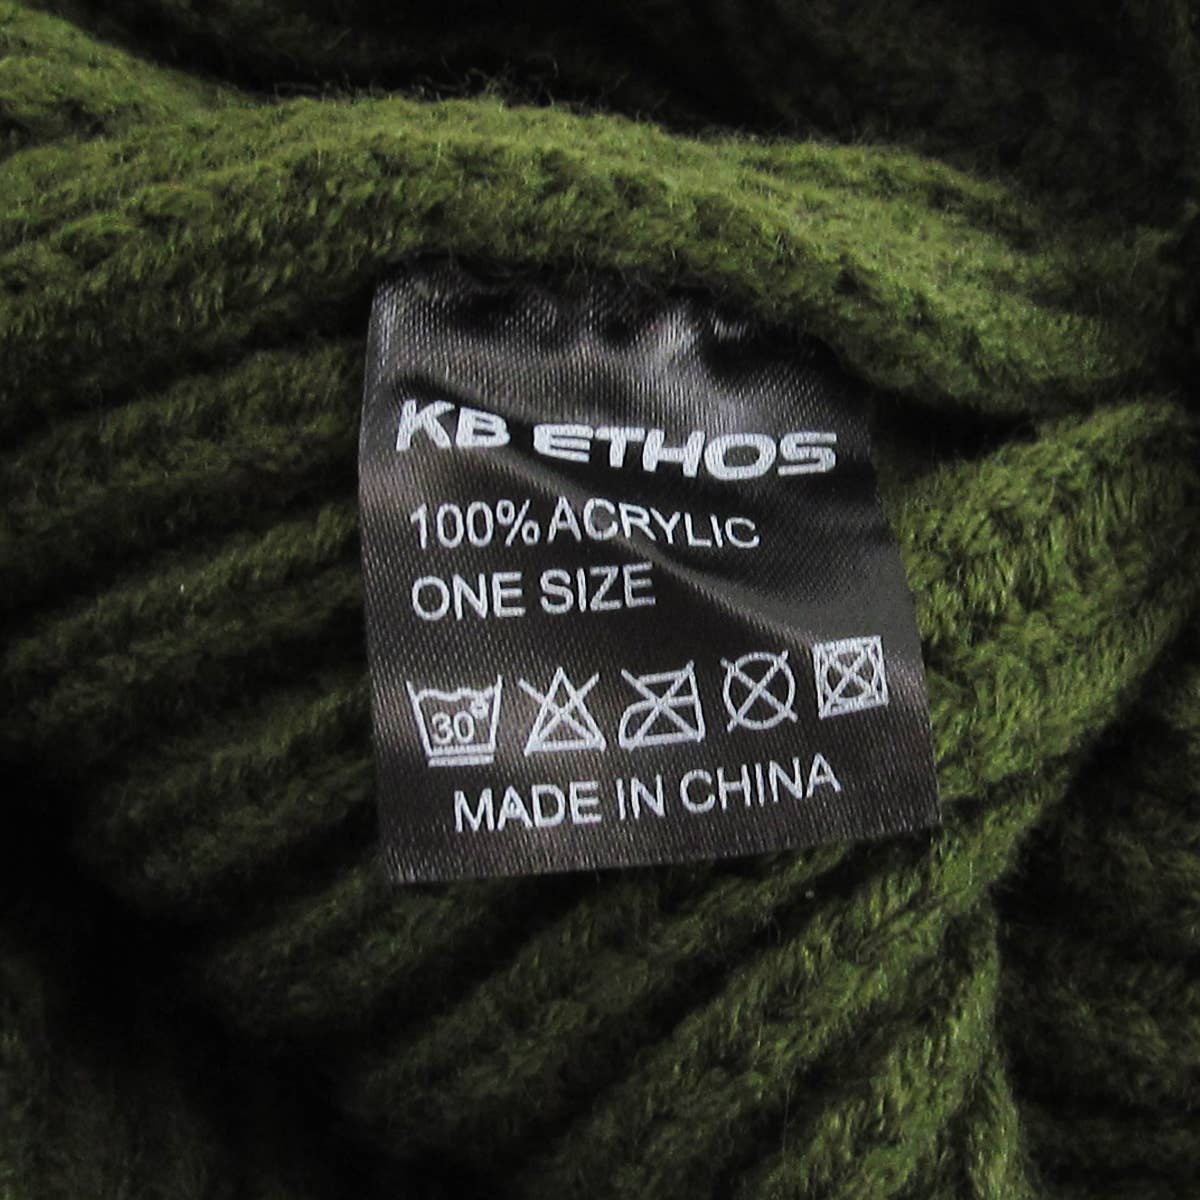 KB ETHOS
100% ACRYLIC
ONE SIZE
30°
MADE IN CHINA